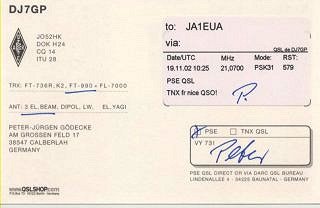 DJ7GP
JO52HK
DOK H24
CQ 14
ITU 28
TRX: FT-736R, K2, FT-990 + FL-7000
ANT: 3 EL. BEAM, DIPOL, LW, EL.YAGI
PETER-JÜRGEN GÖDECKE
AM GROSSEN FELD 17
38547 CALBERLAH
GERMANY
www.QSLSHOP.com
to: JA1EUA
via:
QSL de DJ7GP
Date/UTC MHz Mode RST
19.11.02 10:25 21,0700 PSK31 579
PSE QSL
TNX fr nice QSO!
P.
PSE TNX QSL
VY 73!
Peter
PSE QSL DIRECT OR VIA DARC QSL BUREAU
LINDENALLEE 4 - 34225 BAUNATAL - GERMANY